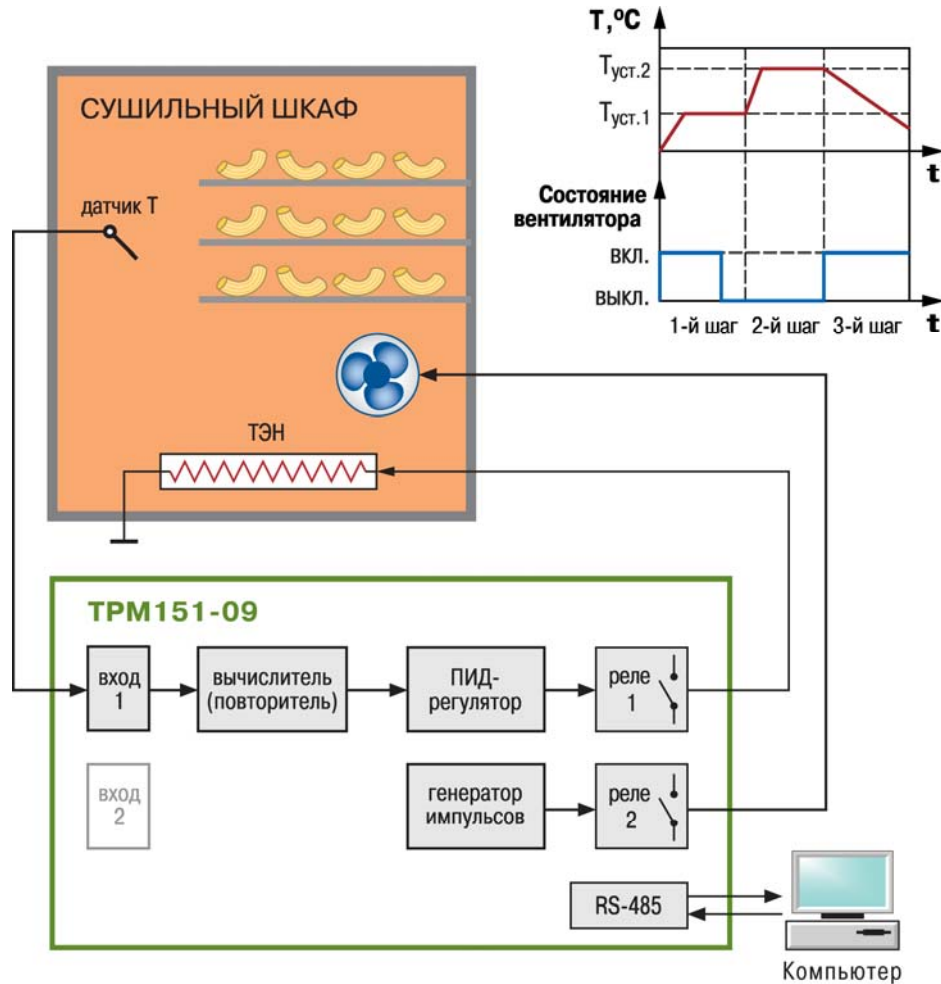 СУШИЛЬНЫЙ ШКАФ
датчик Т
ТЭН
T,ºC
Tуст.2
Tуст.1
t
Состояние
вентилятора
ВКЛ.
ВЫКЛ.
t
1-й шаг 2-й шаг 3-й шаг
ТРМ151-09
вход
1
вычислитель
(повторитель)
ПИД-
регулятор
реле
1
вход
2
генератор
импульсов
реле
2
RS-485
Компьютер